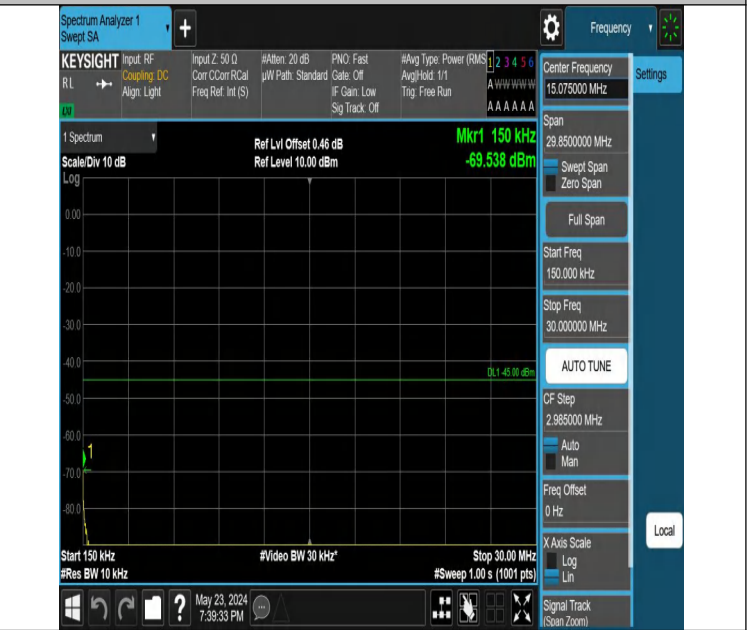 Spectrum Analyzer 1
Swept SA
+
Frequency
KEYSIGHT
RL
LXI
Input: RF
Coupling: DC
Align: Light
Input Z: 50 Ω
Corr CCorr RCal
Freq Ref: Int (S)
#Atten: 20 dB
µW Path: Standard
PNO: Fast
Gate: Off
IF Gain: Low
Sig Track: Off
#Avg Type: Power (RMS
Avg|Hold: 1/1
Trig: Free Run
1 2 3 4 5 6
A W W W W W
A A A A A A
Settings
1 Spectrum
Scale/Div 10 dB
Log
Ref Lvl Offset 0.46 dB
Ref Level 10.00 dBm
Mkr1 150 kHz
-69.538 dBm
0.00
-10.0
-20.0
-30.0
-40.0
-50.0
-60.0
-70.0
-80.0
DL1 -45.00 dBm
1
Start 150 kHz
#Res BW 10 kHz
#Video BW 30 kHz*
Stop 30.00 MHz
#Sweep 1.00 s (1001 pts)
Center Frequency
15.075000 MHz
Span
29.8500000 MHz
Swept Span
Zero Span
Full Span
Start Freq
150.000 kHz
Stop Freq
30.000000 MHz
AUTO TUNE
CF Step
2.985000 MHz
Auto
Man
Freq Offset
0 Hz
X Axis Scale
Log
Lin
Signal Track
(Span Zoom)
Local
?
May 23, 2024
7:39:33 PM